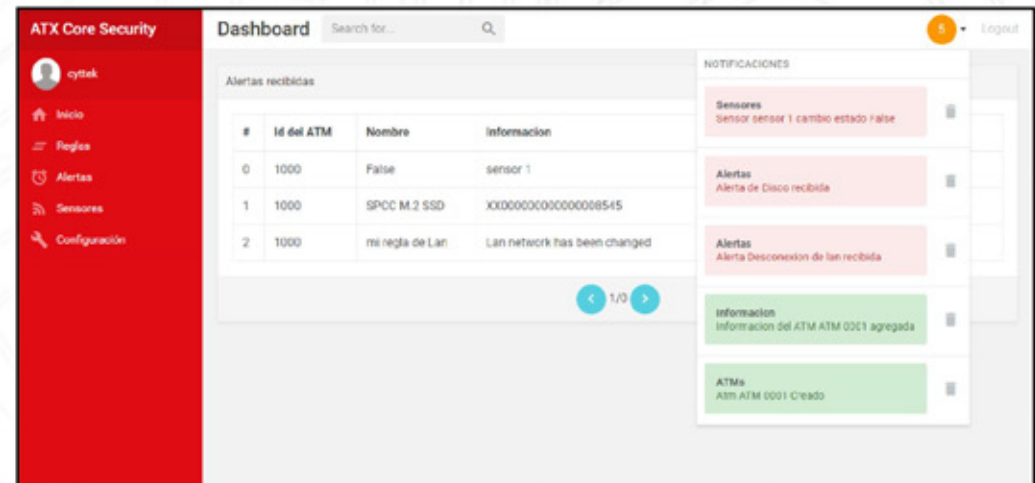 ATX Core Security
Dashboard
Search for...
5
Logout
cyttek
Inicio
Reglas
Alertas
Sensores
Configuración
Alertas recibidas
# Id del ATM Nombre Informacion
0 1000 False sensor 1
1 1000 SPCC M.2 SSD XX000000000000008545
2 1000 mi regla de Lan Lan network has been changed
1/0
NOTIFICACIONES
Sensores
Sensor sensor 1 cambio estado False
Alertas
Alerta de Disco recibida
Alertas
Alerta Desconexion de lan recibida
Informacion
Informacion del ATM ATM 0001 agregada
ATMs
Atm ATM 0001 Creado